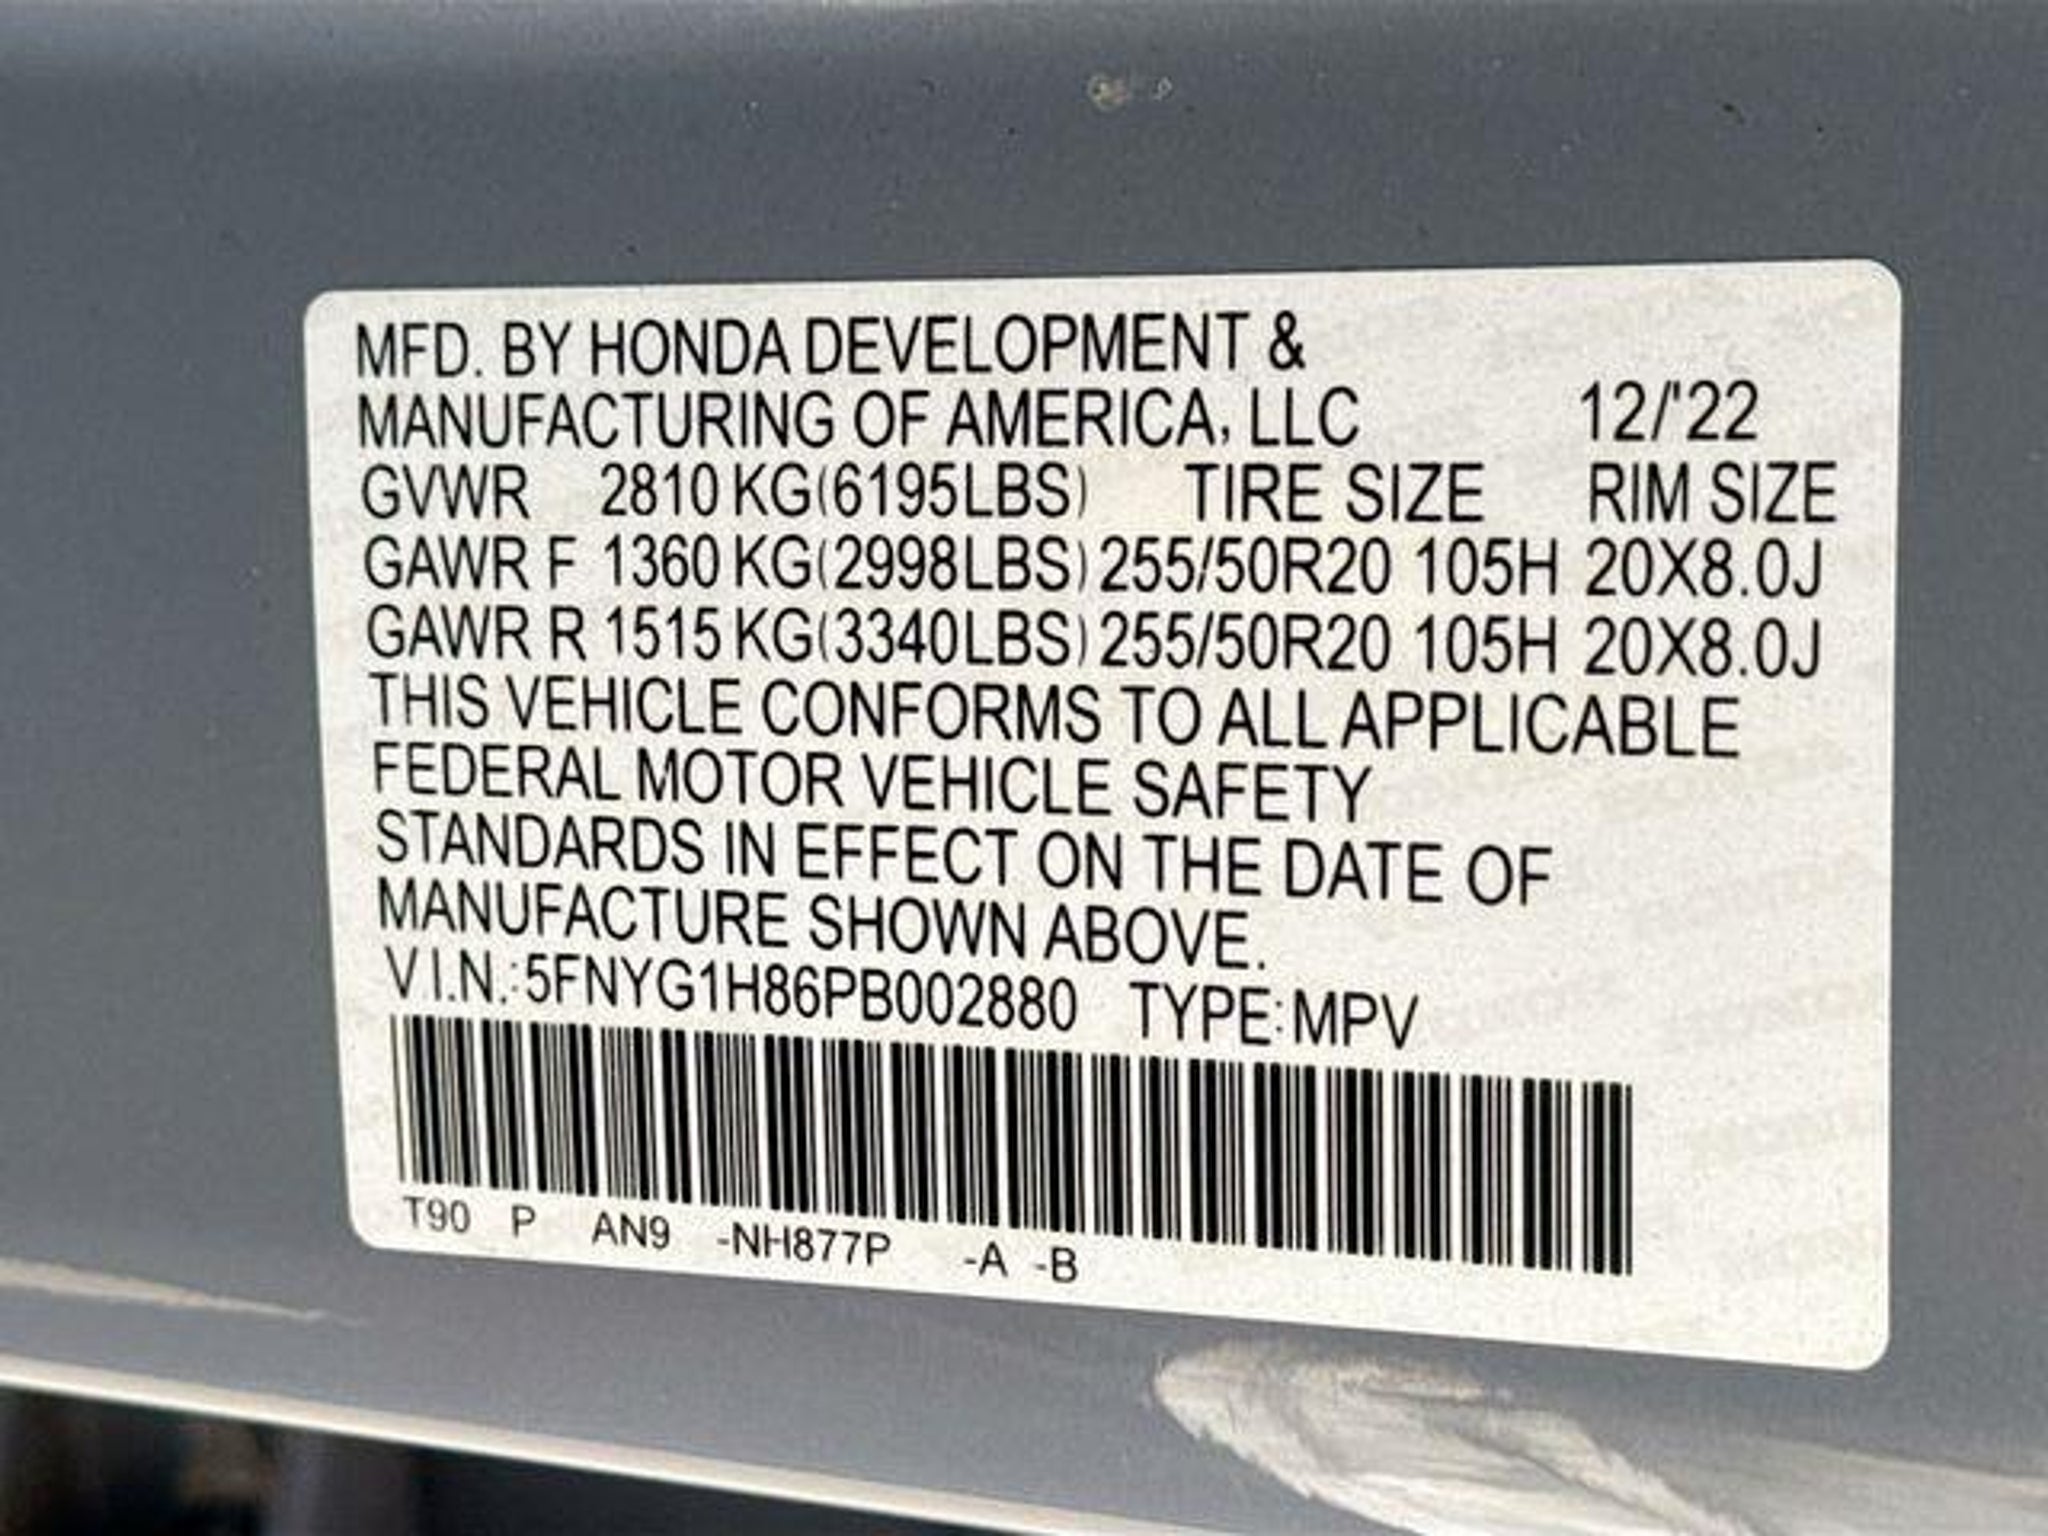 MFD. BY HONDA DEVELOPMENT &
MANUFACTURING OF AMERICA, LLC 12/'22
GVWR 2810 KG(6195LBS) TIRE SIZE RIM SIZE
GAWR F 1360 KG(2998LBS) 255/50R20 105H 20X8.0J
GAWR R 1515 KG(3340LBS) 255/50R20 105H 20X8.0J
THIS VEHICLE CONFORMS TO ALL APPLICABLE
FEDERAL MOTOR VEHICLE SAFETY
STANDARDS IN EFFECT ON THE DATE OF
MANUFACTURE SHOWN ABOVE.
V.I.N.:5FNYG1H86PB002880 TYPE:MPV
T90 P AN9 -NH877P -A -B